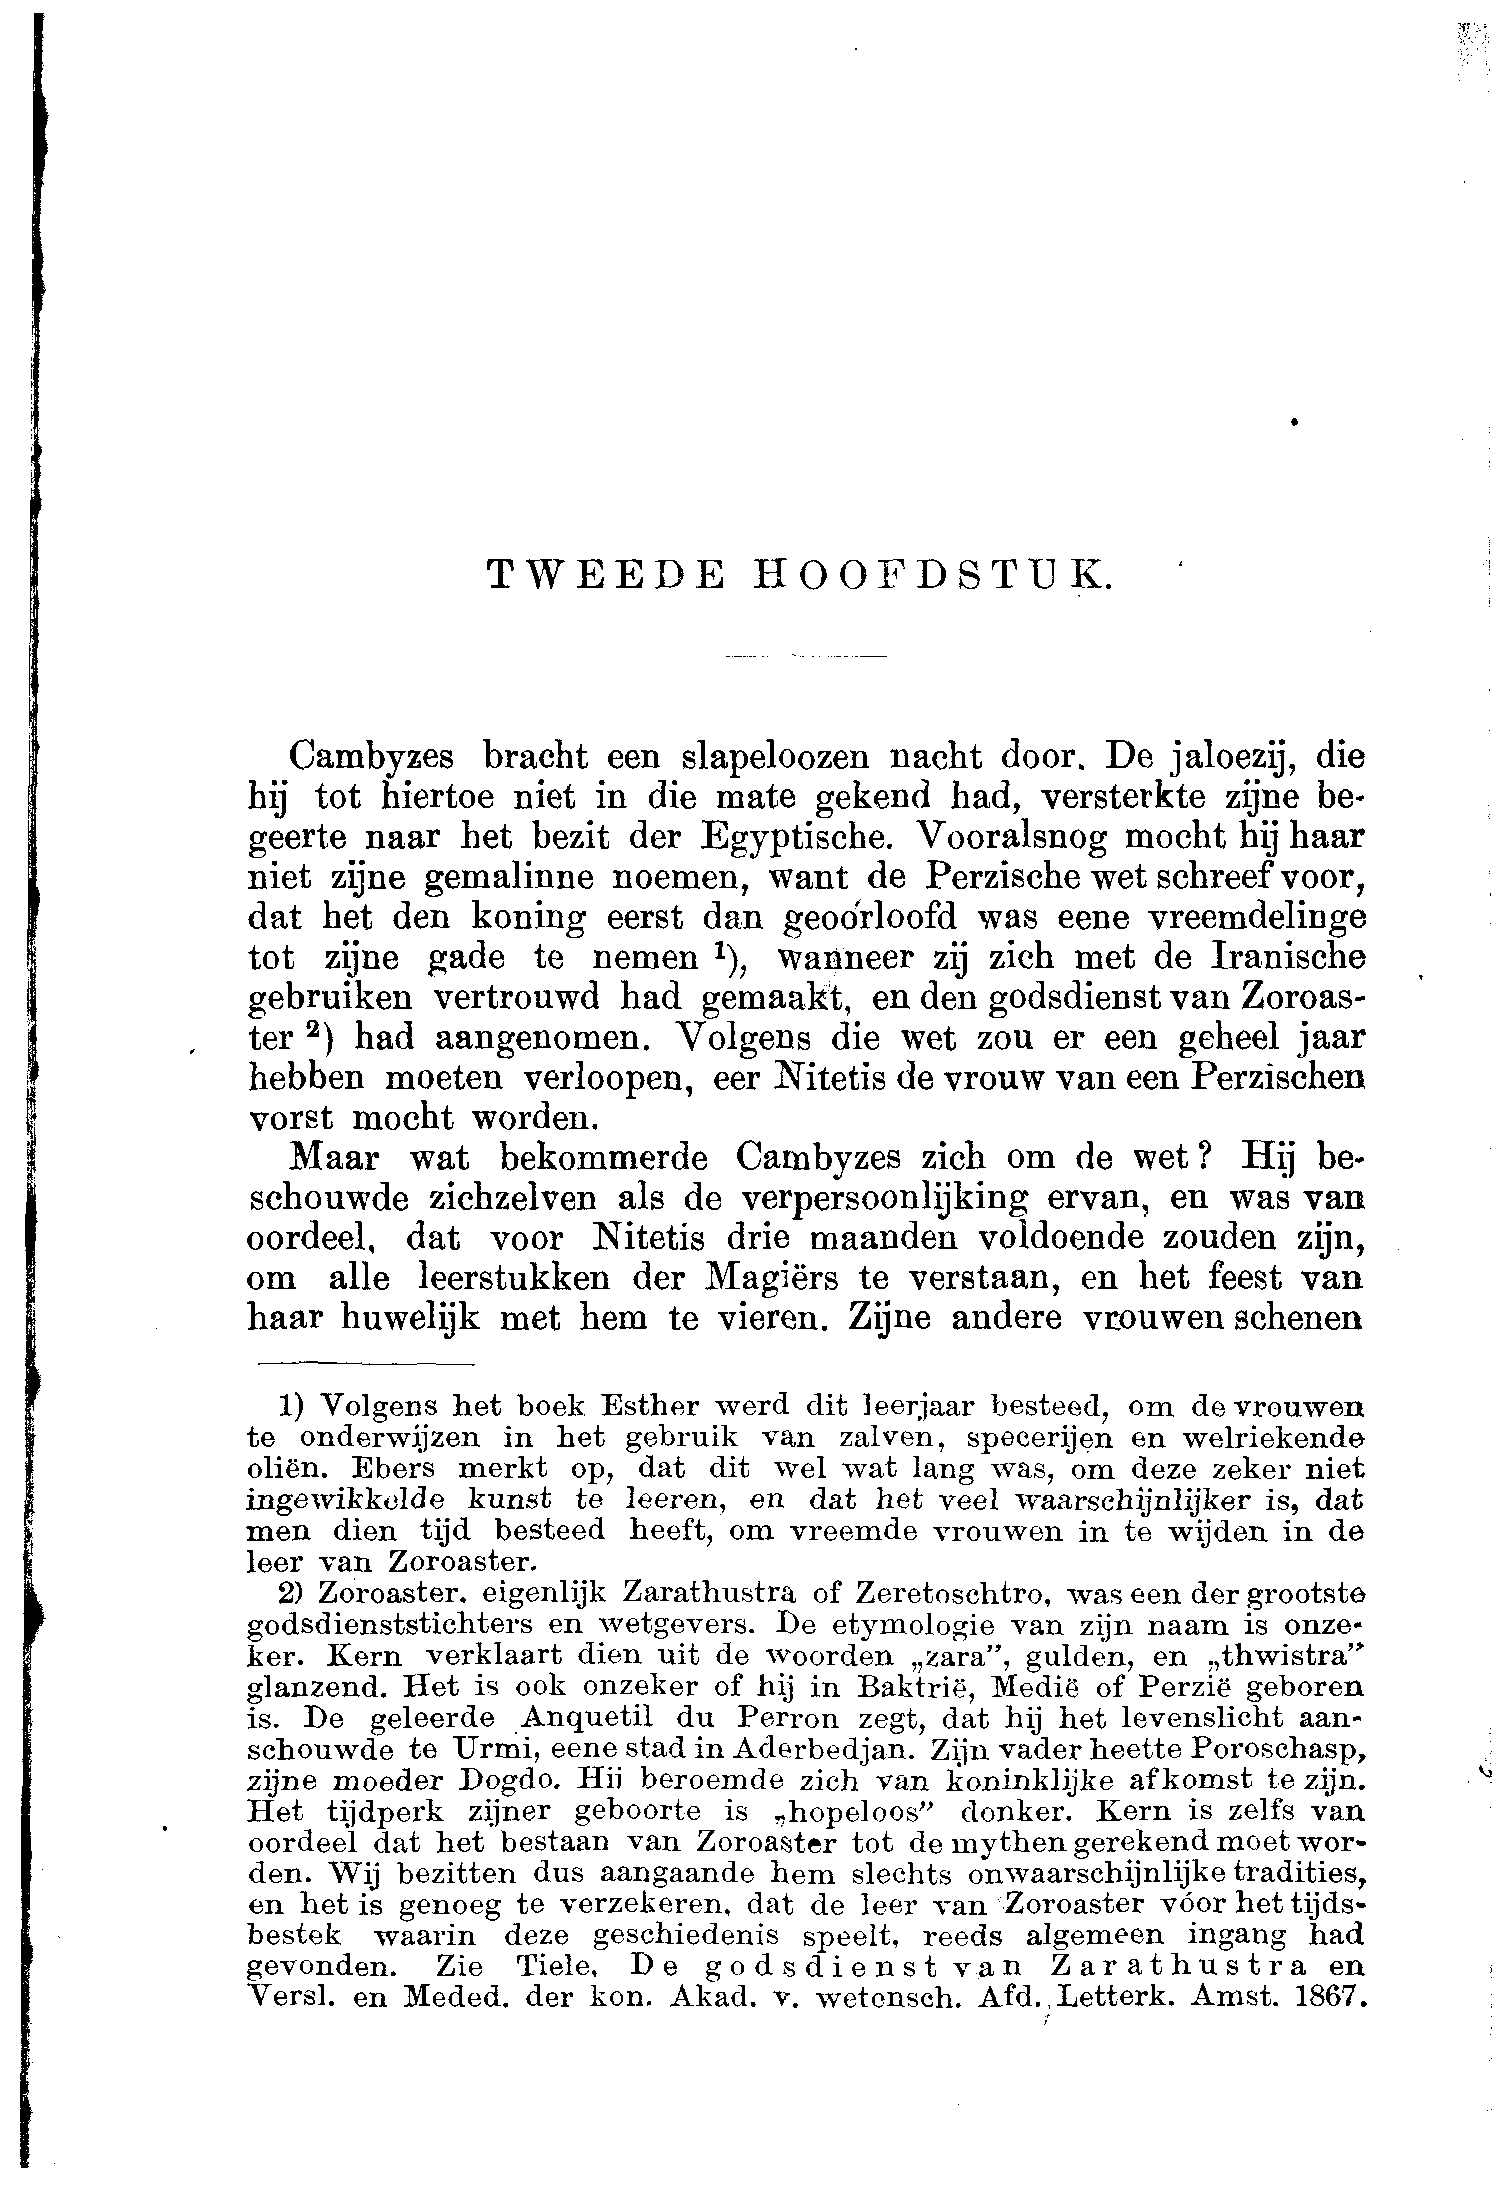 TWEEDE HOOFDSTUK.
Cambyzes bracht een slapeloozen nacht door. De jaloezij, die
hij tot hiertoe niet in die mate gekend had, versterkte zijne be-
geerte naar het bezit der Egyptische. Vooralsnog mocht hij haar
niet zijne gemalinne noemen, want de Perzische wet schreef voor,
dat het den koning eerst dan geoorloofd was eene vreemdelinge
tot zijne gade te nemen ¹), wanneer zij zich met de Iranische
gebruiken vertrouwd had gemaakt, en den godsdienst van Zoroas-
ter ²) had aangenomen. Volgens die wet zou er een geheel jaar
hebben moeten verloopen, eer Nitetis de vrouw van een Perzischen
vorst mocht worden.
Maar wat bekommerde Cambyzes zich om de wet? Hij be-
schouwde zichzelven als de verpersoonlijking ervan, en was van
oordeel, dat voor Nitetis drie maanden voldoende zouden zijn,
om alle leerstukken der Magiërs te verstaan, en het feest van
haar huwelijk met hem te vieren. Zijne andere vrouwen schenen
1) Volgens het boek Esther werd dit leerjaar besteed, om de vrouwen
te onderwijzen in het gebruik van zalven, specerijen en welriekende
oliën. Ebers merkt op, dat dit wel wat lang was, om deze zeker niet
ingewikkelde kunst te leeren, en dat het veel waarschijnlijker is, dat
men dien tijd besteed heeft, om vreemde vrouwen in te wijden in de
leer van Zoroaster.
2) Zoroaster. eigenlijk Zarathustra of Zeretoschtro, was een der grootste
godsdienststichters en wetgevers. De etymologie van zijn naam is onze-
ker. Kern verklaart dien uit de woorden „zara”, gulden, en „thwistra”
glanzend. Het is ook onzeker of hij in Baktrië, Medië of Perzië geboren
is. De geleerde Anquetil du Perron zegt, dat hij het levenslicht aan-
schouwde te Urmi, eene stad in Aderbedjan. Zijn vader heette Poroschasp,
zijne moeder Dogdo. Hij beroemde zich van koninklijke afkomst te zijn.
Het tijdperk zijner geboorte is „hopeloos” donker. Kern is zelfs van
oordeel dat het bestaan van Zoroaster tot de mythen gerekend moet wor-
den. Wij bezitten dus aangaande hem slechts onwaarschijnlijke tradities,
en het is genoeg te verzekeren, dat de leer van Zoroaster vóor het tijds-
bestek waarin deze geschiedenis speelt, reeds algemeen ingang had
gevonden. Zie Tiele, De godsdienst van Zarathustra en
Versl. en Meded. der kon. Akad. v. wetensch. Afd. Letterk. Amst. 1867.